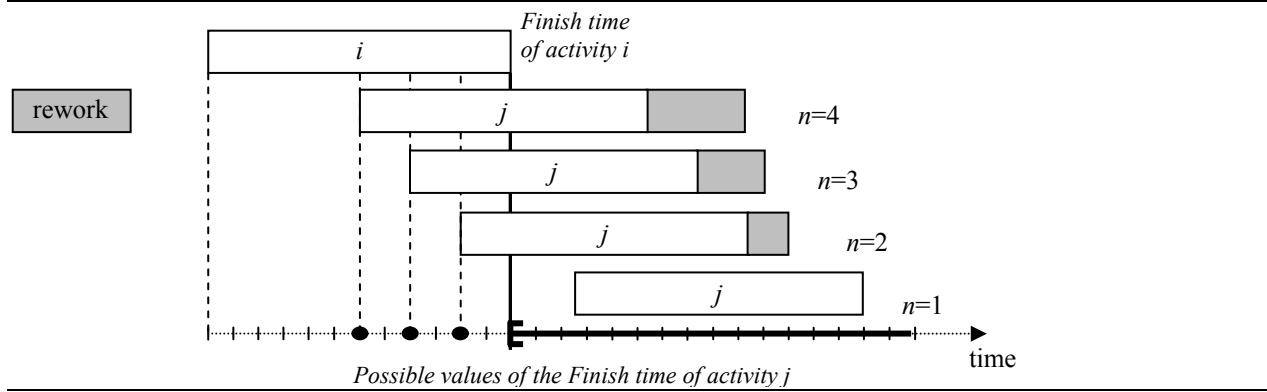 Finish time
of activity i
i
rework
j
n=4
j
n=3
j
n=2
j
n=1
time
Possible values of the Finish time of activity j